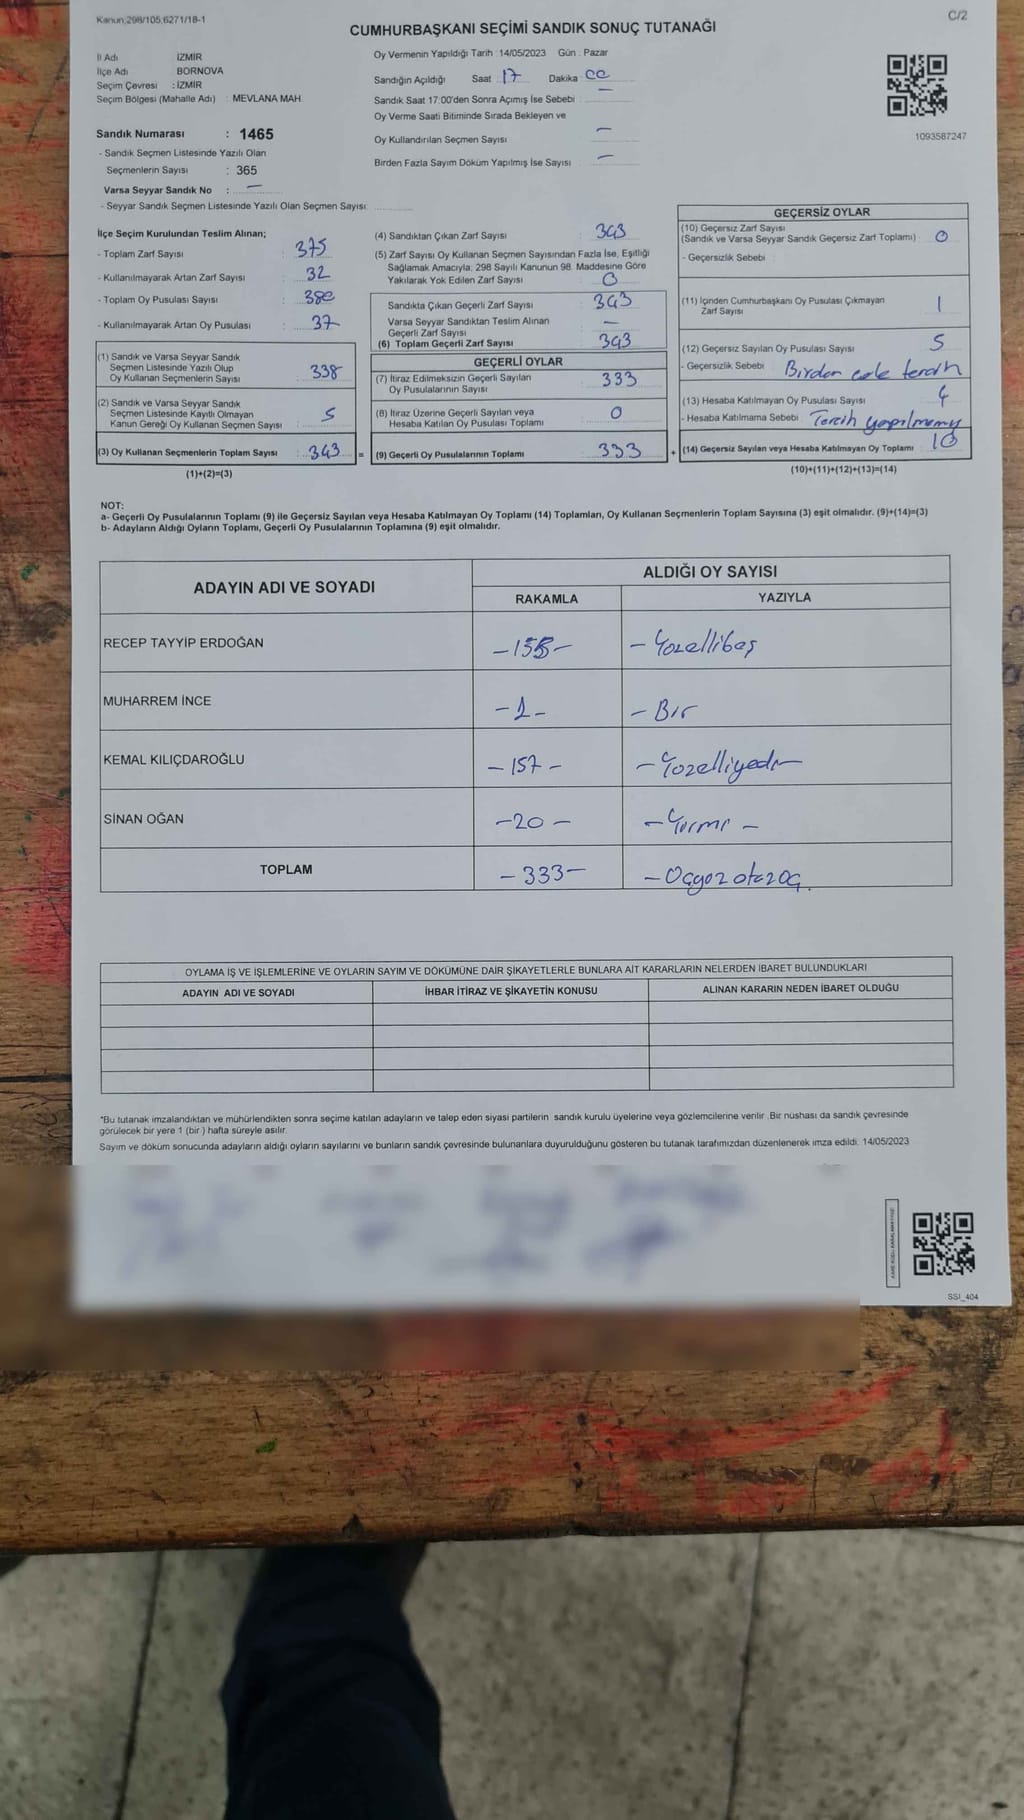 Kanun;298/105,6271/18-1
C/2
CUMHURBAŞKANI SEÇİMİ SANDIK SONUÇ TUTANAĞI
İl Adı İZMİR
İlçe Adı BORNOVA
Seçim Çevresi : İZMİR
Seçim Bölgesi (Mahalle Adı) : MEVLANA MAH.
Sandık Numarası : 1465
- Sandık Seçmen Listesinde Yazılı Olan
Seçmenlerin Sayısı : 365
Varsa Seyyar Sandık No : —
- Seyyar Sandık Seçmen Listesinde Yazılı Olan Seçmen Sayısı:
Oy Vermenin Yapıldığı Tarih :14/05/2023 Gün : Pazar
Sandığın Açıldığı Saat 17 Dakika 00
Sandık Saat 17:00'den Sonra Açımış İse Sebebi : —
Oy Verme Saati Bitiminde Sırada Bekleyen ve
Oy Kullandırılan Seçmen Sayısı —
Birden Fazla Sayım Döküm Yapılmış İse Sayısı : —
1093587247
İlçe Seçim Kurulundan Teslim Alınan;
- Toplam Zarf Sayısı : 375
- Kullanılmayarak Artan Zarf Sayısı : 32
- Toplam Oy Pusulası Sayısı : 380
- Kullanılmayarak Artan Oy Pusulası : 37
(1) Sandık ve Varsa Seyyar Sandık
Seçmen Listesinde Yazılı Olup
Oy Kullanan Seçmenlerin Sayısı : 338
(2) Sandık ve Varsa Seyyar Sandık
Seçmen Listesinde Kayıtlı Olmayan
Kanun Gereği Oy Kullanan Seçmen Sayısı : 5
(3) Oy Kullanan Seçmenlerin Toplam Sayısı : 343 =
(1)+(2)=(3)
(4) Sandıktan Çıkan Zarf Sayısı : 343
(5) Zarf Sayısı Oy Kullanan Seçmen Sayısından Fazla İse, Eşitliği
Sağlamak Amacıyla; 298 Sayılı Kanunun 98. Maddesine Göre
Yakılarak Yok Edilen Zarf Sayısı : 0
Sandıkta Çıkan Geçerli Zarf Sayısı : 343
Varsa Seyyar Sandıktan Teslim Alınan
Geçerli Zarf Sayısı : —
(6) Toplam Geçerli Zarf Sayısı : 343
GEÇERLİ OYLAR
(7) İtiraz Edilmeksizin Geçerli Sayılan
Oy Pusulalarının Sayısı : 333
(8) İtiraz Üzerine Geçerli Sayılan veya
Hesaba Katılan Oy Pusulası Toplamı : 0
(9) Geçerli Oy Pusulalarının Toplamı : 333 +
GEÇERSİZ OYLAR
(10) Geçersiz Zarf Sayısı
(Sandık ve Varsa Seyyar Sandık Geçersiz Zarf Toplamı) : 0
- Geçersizlik Sebebi :
(11) İçinden Cumhurbaşkanı Oy Pusulası Çıkmayan
Zarf Sayısı : 1
(12) Geçersiz Sayılan Oy Pusulası Sayısı : 5
- Geçersizlik Sebebi : Birden cok tercih
(13) Hesaba Katılmayan Oy Pusulası Sayısı : 4
- Hesaba Katılmama Sebebi : Tercih yapılmamış
(14) Geçersiz Sayılan veya Hesaba Katılmayan Oy Toplamı : 10
(10)+(11)+(12)+(13)=(14)
NOT:
a- Geçerli Oy Pusulalarının Toplamı (9) ile Geçersiz Sayılan veya Hesaba Katılmayan Oy Toplamı (14) Toplamları, Oy Kullanan Seçmenlerin Toplam Sayısına (3) eşit olmalıdır. (9)+(14)=(3)
b- Adayların Aldığı Oyların Toplamı, Geçerli Oy Pusulalarının Toplamına (9) eşit olmalıdır.
ADAYIN ADI VE SOYADI ALDIĞI OY SAYISI
RAKAMLA YAZIYLA
RECEP TAYYİP ERDOĞAN -155- - Yüzellibeş
MUHARREM İNCE -1- - Bir
KEMAL KILIÇDAROĞLU - 157 - - Yüzelliyedi -
SİNAN OĞAN -20 - - Yirmi -
TOPLAM - 333 - - Üçyüz otuz üç.
OYLAMA İŞ VE İŞLEMLERİNE VE OYLARIN SAYIM VE DÖKÜMÜNE DAİR ŞİKAYETLERLE BUNLARA AİT KARARLARIN NELERDEN İBARET BULUNDUKLARI
ADAYIN ADI VE SOYADI İHBAR İTİRAZ VE ŞİKAYETİN KONUSU ALINAN KARARIN NEDEN İBARET OLDUĞU
*Bu tutanak imzalandıktan ve mühürlendikten sonra seçime katılan adayların ve talep eden siyasi partilerin sandık kurulu üyelerine veya gözlemcilerine verilir .Bir nüshası da sandık çevresinde
görülecek bir yere 1 (bir ) hafta süreyle asılır.
Sayım ve döküm sonucunda adayların aldığı oyların sayılarını ve bunların sandık çevresinde bulunanlara duyurulduğunu gösteren bu tutanak tarafımızdan düzenlenerek imza edildi. 14/05/2023
SSI_404